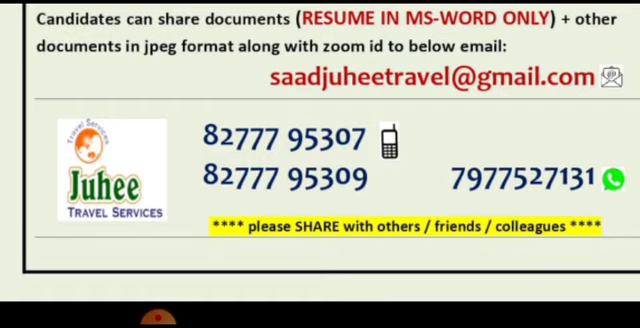 Candidates can share documents (RESUME IN MS-WORD ONLY) + other
documents in jpeg format along with zoom id to below email:
saadjuheetravel@gmail.com
Travel Services
Juhee
TRAVEL SERVICES
82777 95307
82777 95309
7977527131
**** please SHARE with others / friends / colleagues ****